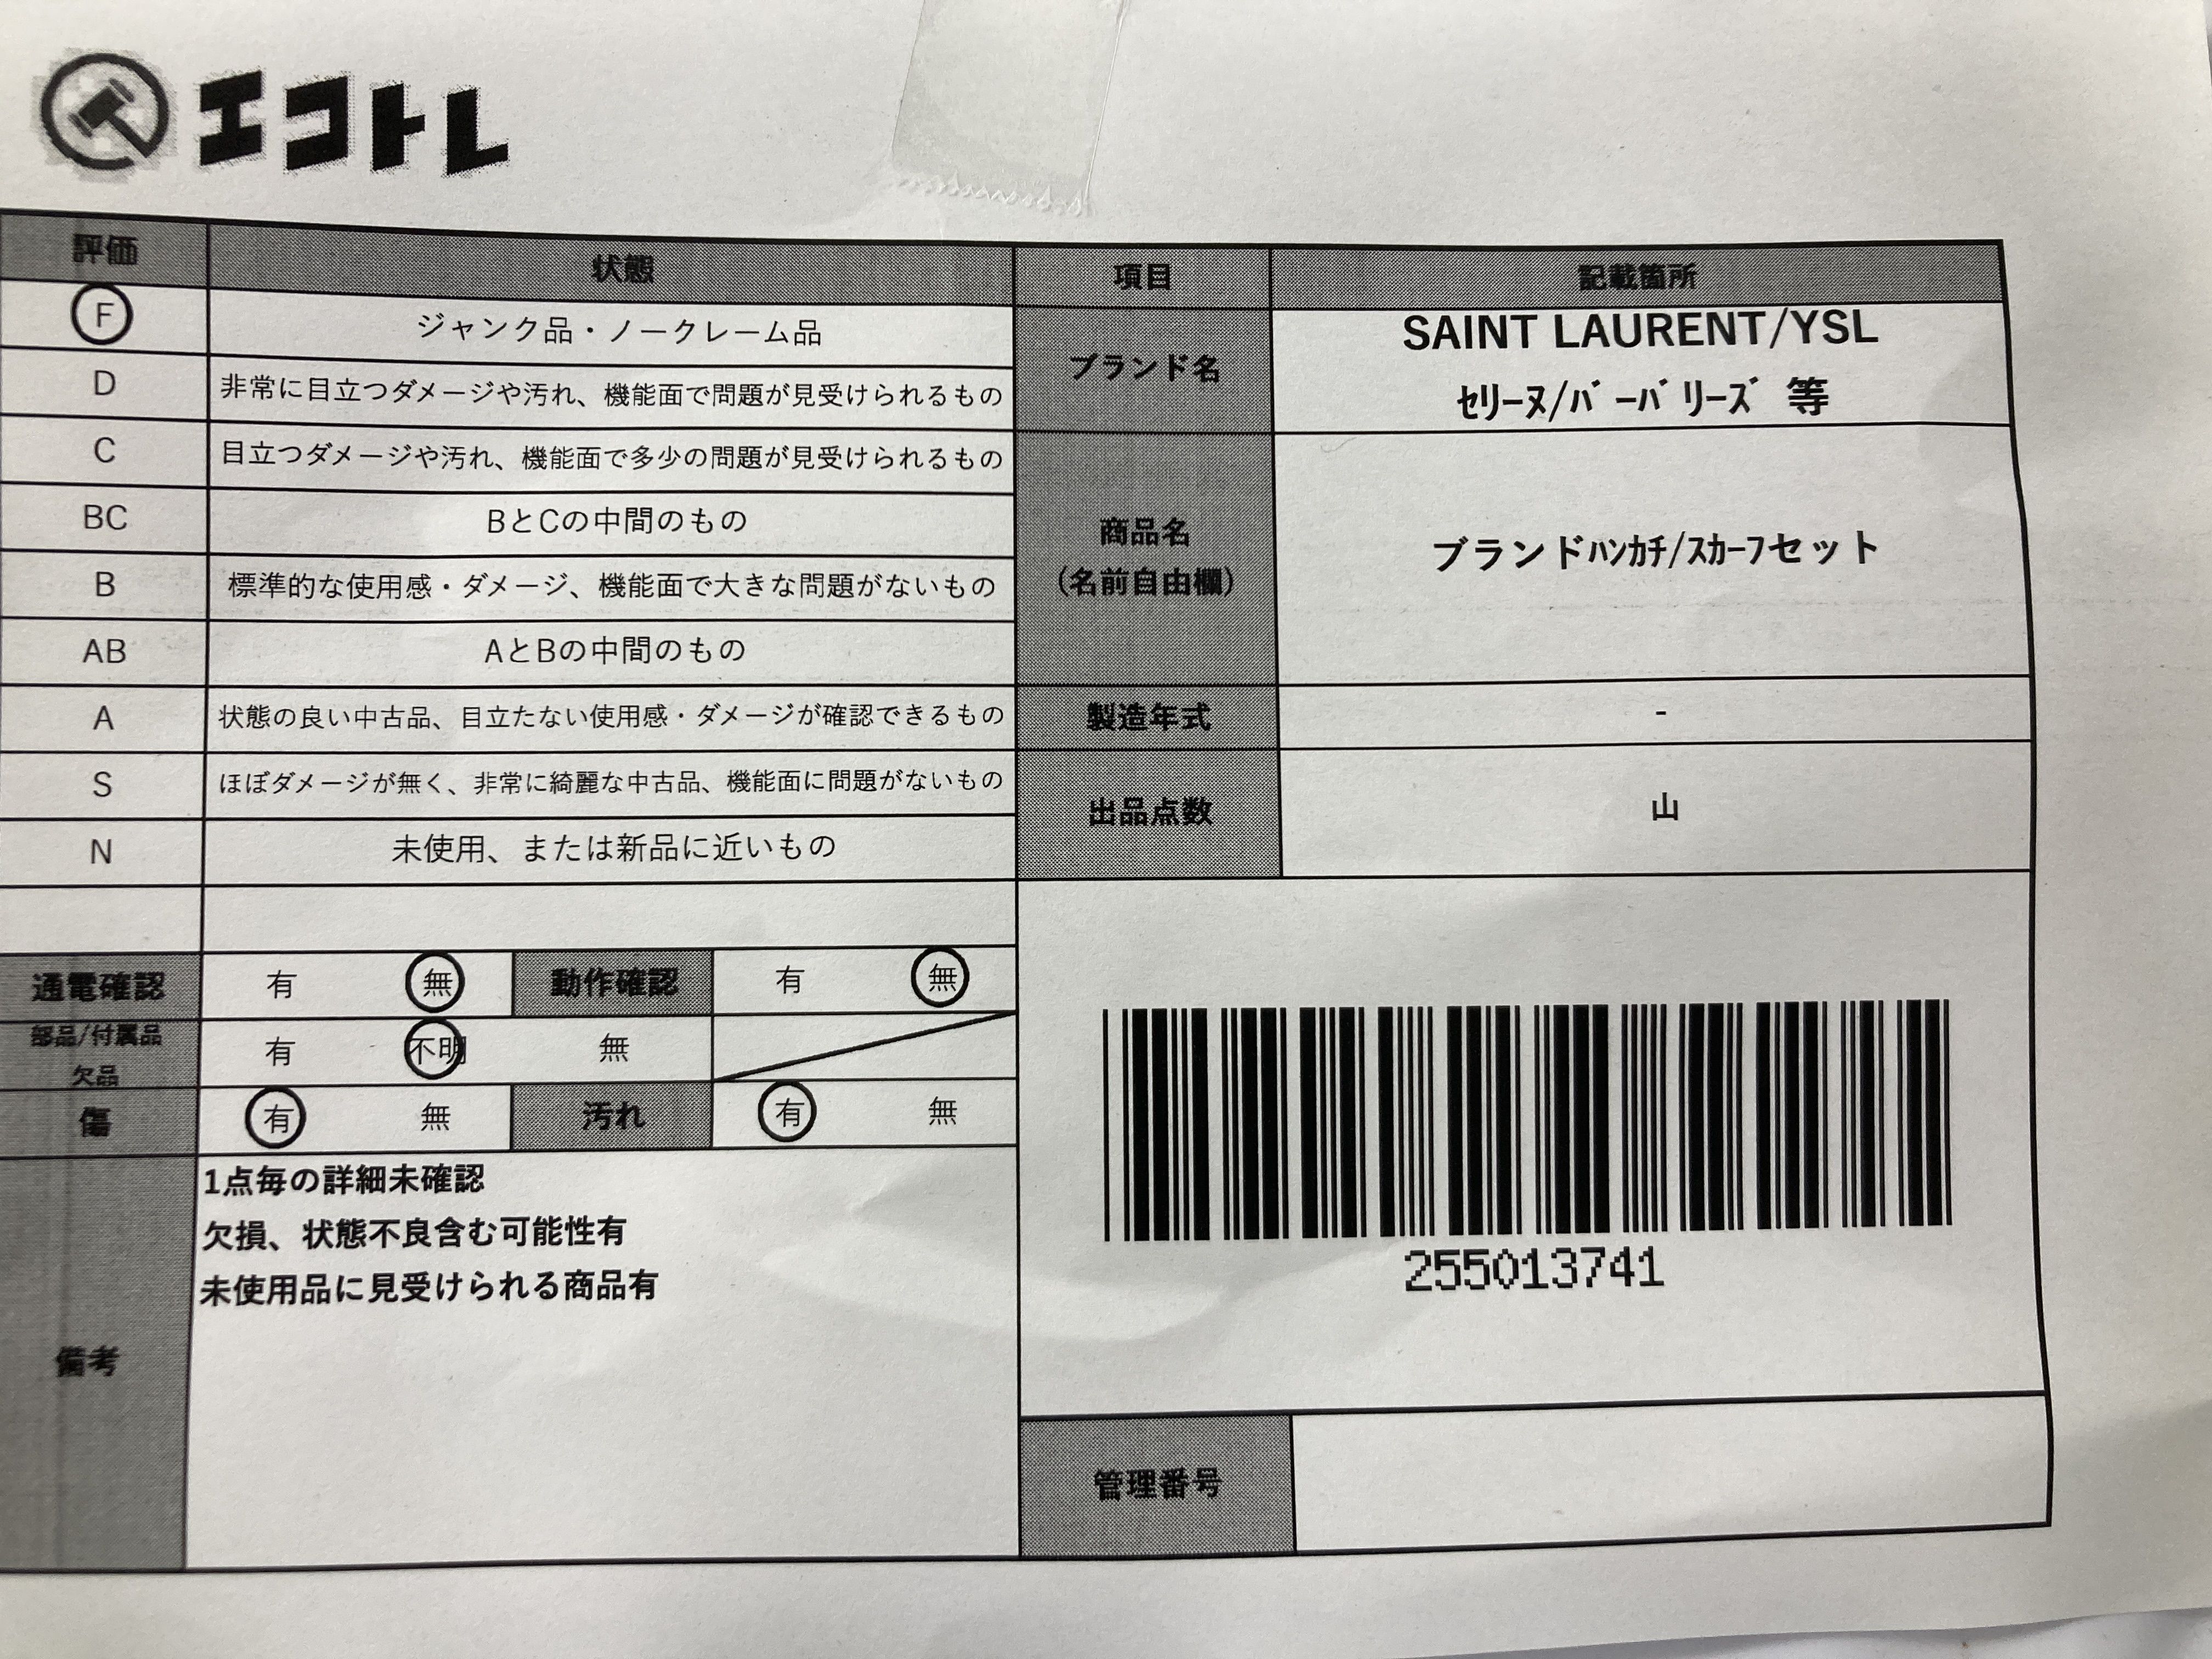 エコトレ
評価 状態 項目 記載箇所
F ジャンク品・ノークレーム品
D 非常に目立つダメージや汚れ、機能面で問題が見受けられるもの
C 目立つダメージや汚れ、機能面で多少の問題が見受けられるもの
BC BとCの中間のもの
B 標準的な使用感・ダメージ、機能面で大きな問題がないもの
AB AとBの中間のもの
A 状態の良い中古品、目立たない使用感・ダメージが確認できるもの
S ほぼダメージが無く、非常に綺麗な中古品、機能面に問題がないもの
N 未使用、または新品に近いもの
通電確認 有 無 動作確認 有 無
部品/付属品
欠品
有 不明 無
傷 有 無 汚れ 有 無
備考
1点毎の詳細未確認
欠損、状態不良含む可能性有
未使用品に見受けられる商品有
ブランド名
SAINT LAURENT/YSL
ｾﾘｰﾇ/ﾊﾞｰﾊﾞﾘｰｽﾞ 等
商品名
(名前自由欄)
ブランドﾊﾝｶﾁ/ｽｶｰﾌセット
製造年式 -
出品点数 山
255013741
管理番号